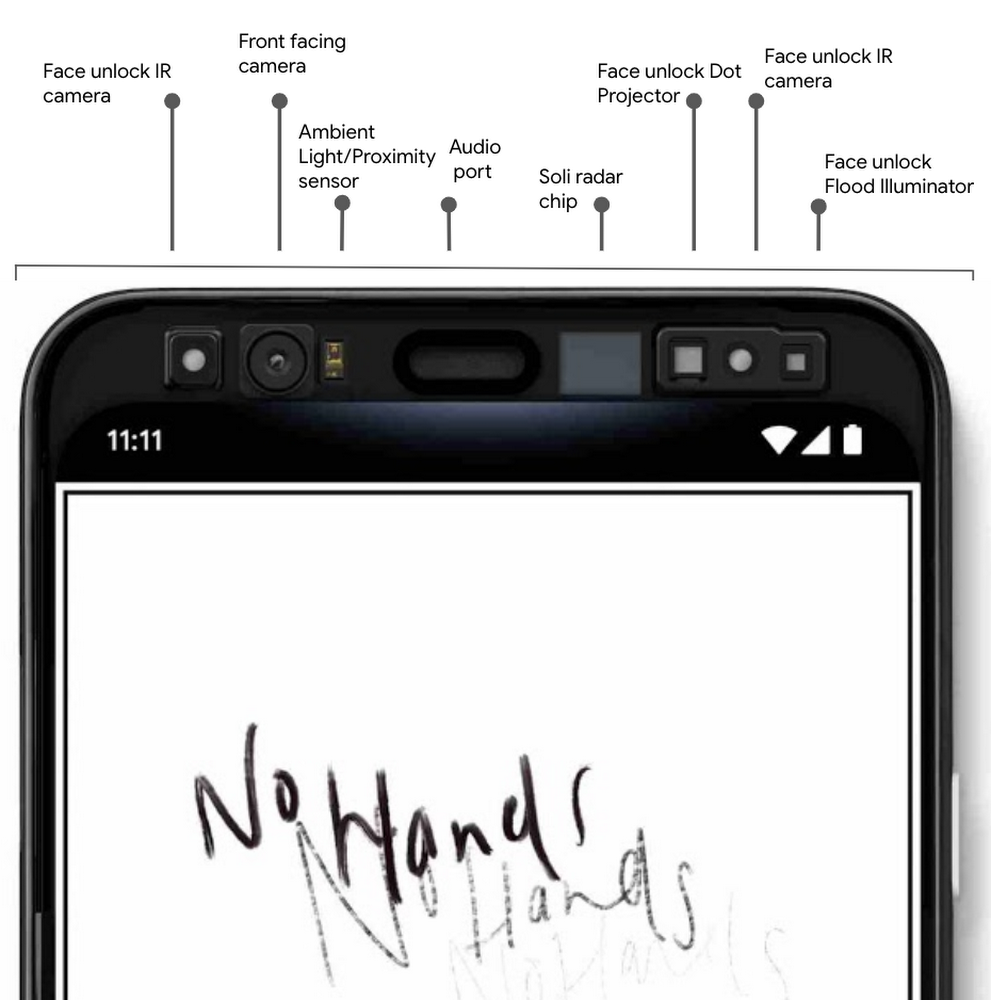 Face unlock IR
camera
Front facing
camera
Ambient
Light/Proximity
sensor
Audio
port
Soli radar
chip
Face unlock Dot
Projector
Face unlock IR
camera
Face unlock
Flood Illuminator
11:11
No Hands
No Hands
No Hands